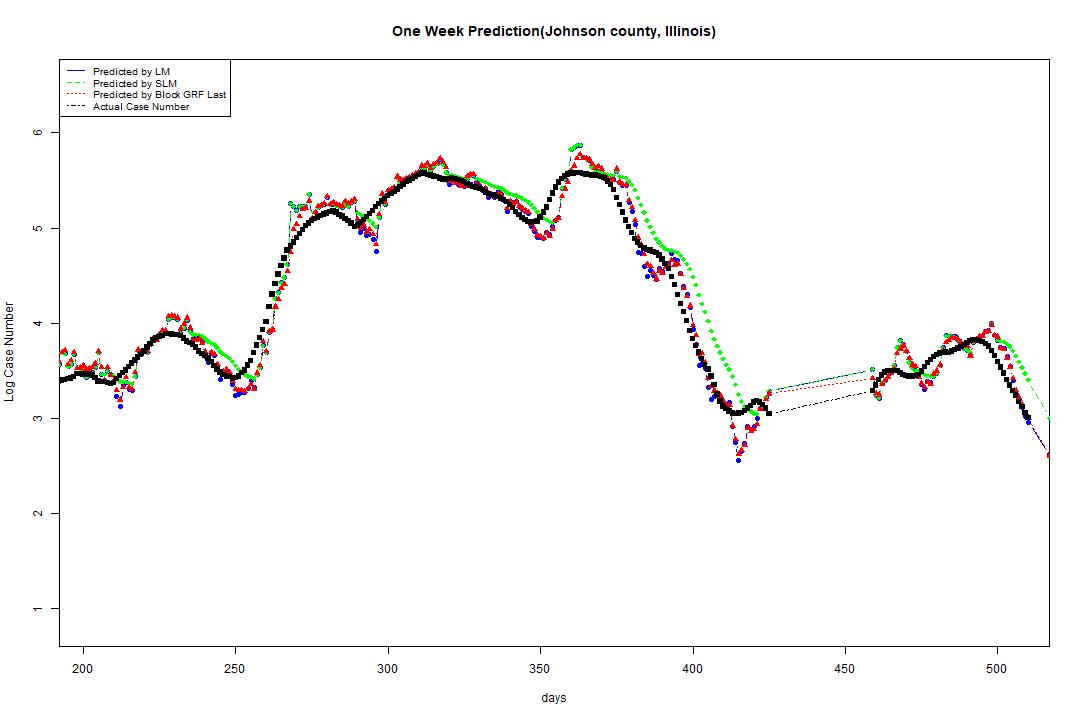 One Week Prediction(Johnson county, Illinois)
Predicted by LM
Predicted by SLM
Predicted by Block GRF Last
Actual Case Number
Log Case Number
6
5
4
3
2
1
200 250 300 350 400 450 500
days